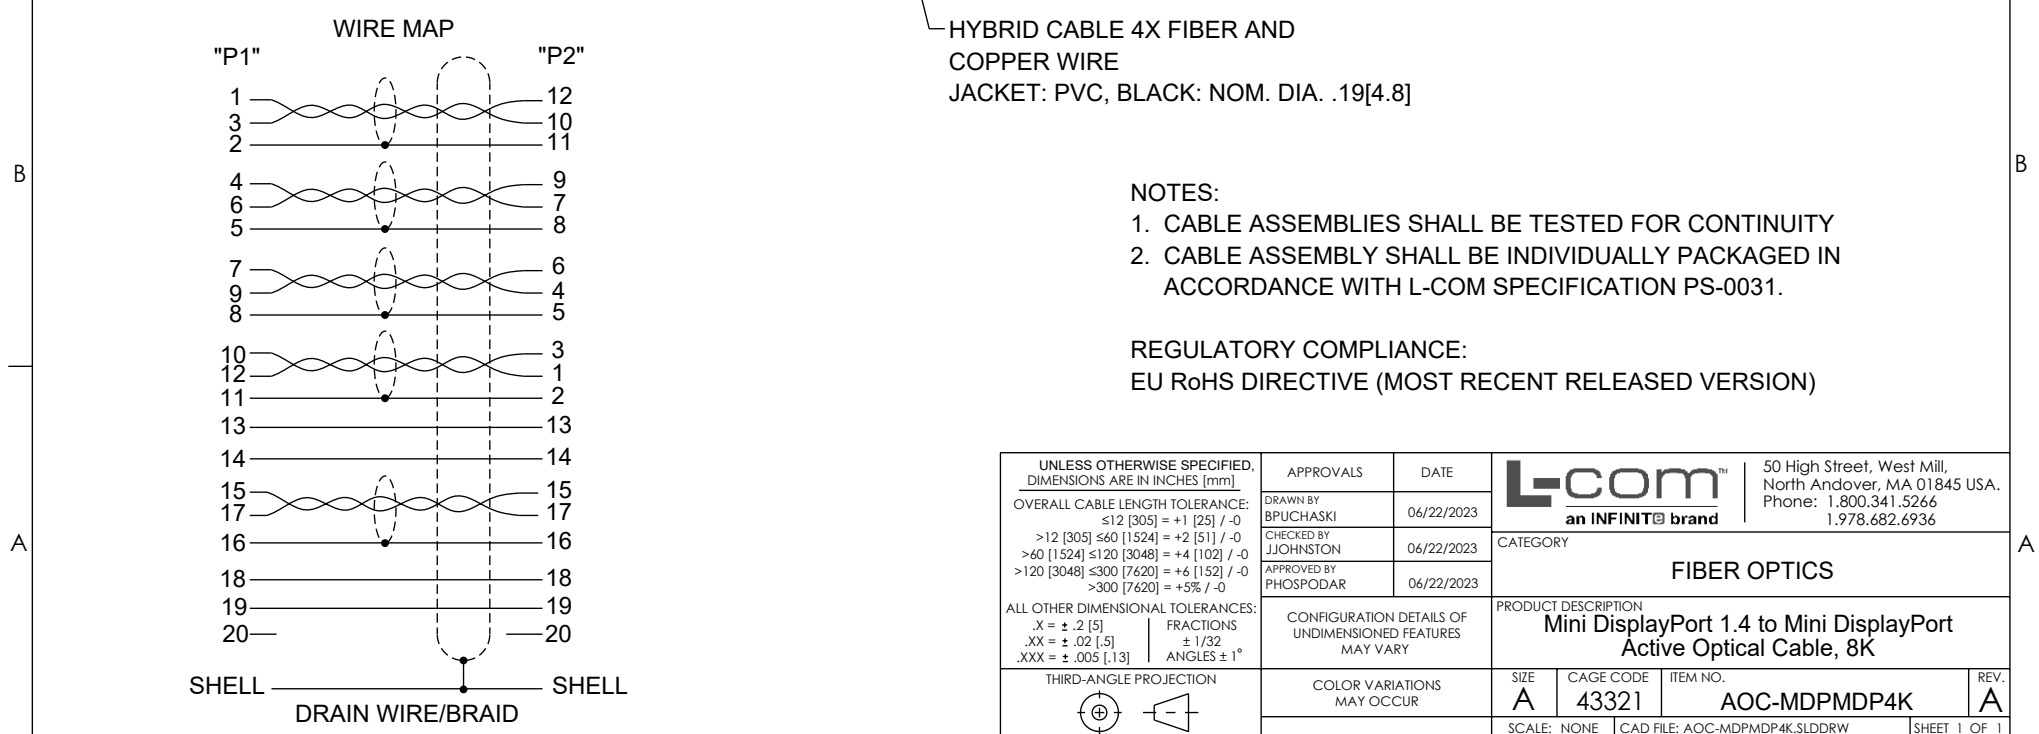 WIRE MAP
"P1" "P2"
1 12
3 10
2 11
4 9
6 7
5 8
7 6
9 4
8 5
10 3
12 1
11 2
13 13
14 14
15 15
17 17
16 16
18 18
19 19
20 20
SHELL SHELL
DRAIN WIRE/BRAID
B
A
HYBRID CABLE 4X FIBER AND
COPPER WIRE
JACKET: PVC, BLACK: NOM. DIA. .19[4.8]
NOTES:
1. CABLE ASSEMBLIES SHALL BE TESTED FOR CONTINUITY
2. CABLE ASSEMBLY SHALL BE INDIVIDUALLY PACKAGED IN
ACCORDANCE WITH L-COM SPECIFICATION PS-0031.
REGULATORY COMPLIANCE:
EU RoHS DIRECTIVE (MOST RECENT RELEASED VERSION)
B
A
UNLESS OTHERWISE SPECIFIED,
DIMENSIONS ARE IN INCHES [mm]
OVERALL CABLE LENGTH TOLERANCE:
≤12 [305] = +1 [25] / -0
>12 [305] ≤60 [1524] = +2 [51] / -0
>60 [1524] ≤120 [3048] = +4 [102] / -0
>120 [3048] ≤300 [7620] = +6 [152] / -0
>300 [7620] = +5% / -0
ALL OTHER DIMENSIONAL TOLERANCES:
.X = ± .2 [5]
.XX = ± .02 [.5]
.XXX = ± .005 [.13]
FRACTIONS
± 1/32
ANGLES ± 1°
THIRD-ANGLE PROJECTION
APPROVALS DATE
DRAWN BY
BPUCHASKI 06/22/2023
CHECKED BY
JJOHNSTON 06/22/2023
APPROVED BY
PHOSPODAR 06/22/2023
CONFIGURATION DETAILS OF
UNDIMENSIONED FEATURES
MAY VARY
COLOR VARIATIONS
MAY OCCUR
L-com™
an INFINITE brand
50 High Street, West Mill,
North Andover, MA 01845 USA.
Phone: 1.800.341.5266
1.978.682.6936
CATEGORY
FIBER OPTICS
PRODUCT DESCRIPTION
Mini DisplayPort 1.4 to Mini DisplayPort
Active Optical Cable, 8K
SIZE
A
CAGE CODE
43321
ITEM NO.
AOC-MDPMDP4K
REV.
A
SCALE: NONE
CAD FILE: AOC-MDPMDP4K.SLDDRW
SHEET 1 OF 1